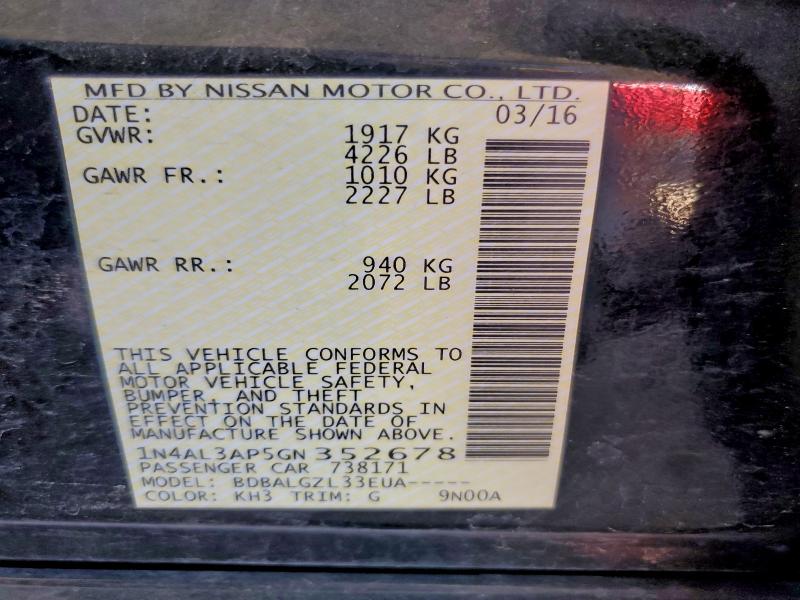 MFD BY NISSAN MOTOR CO., LTD.
DATE: 03/16
GVWR: 1917 KG
4226 LB
GAWR FR.: 1010 KG
2227 LB
GAWR RR.: 940 KG
2072 LB
THIS VEHICLE CONFORMS TO
ALL APPLICABLE FEDERAL
MOTOR VEHICLE SAFETY,
BUMPER, AND THEFT
PREVENTION STANDARDS IN
EFFECT ON THE DATE OF
MANUFACTURE SHOWN ABOVE.
1N4AL3AP5GN352678
PASSENGER CAR 738171
MODEL: BDBALGZL33EUA-----
COLOR: KH3 TRIM: G 9N00A